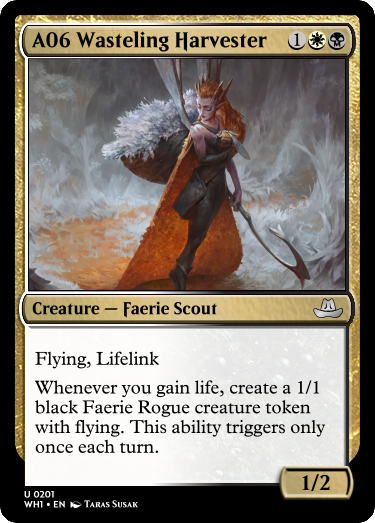 A06 Wasteling Harvester 1
Creature — Faerie Scout
Flying, Lifelink
Whenever you gain life, create a 1/1
black Faerie Rogue creature token
with flying. This ability triggers only
once each turn.
1/2
U 0201
WH1 • EN Taras Susak